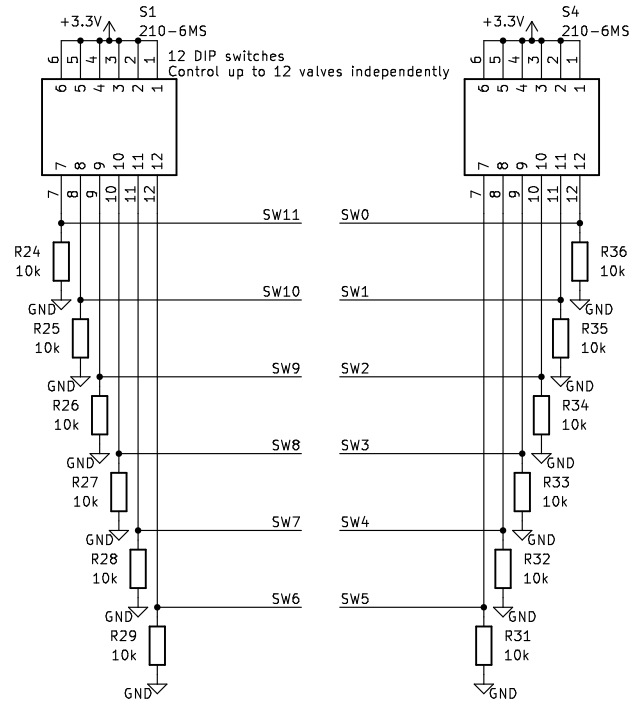 +3.3V S1 +3.3V S4
210-6MS 210-6MS
12 DIP switches
Control up to 12 valves independently
6 5 4 3 2 1 6 5 4 3 2 1
6 5 4 3 2 1 6 5 4 3 2 1
7 8 9 10 11 12 7 8 9 10 11 12
7 8 9 10 11 12 7 8 9 10 11 12
SW11 SW0
R24 R36
10k 10k
SW10 SW1
GND GND
R25 R35
10k 10k
SW9 SW2
GND GND
R26 R34
10k 10k
SW8 SW3
GND GND
R27 R33
10k 10k
SW7 SW4
GND GND
R28 R32
10k 10k
SW6 SW5
GND GND
R29 R31
10k 10k
GND GND